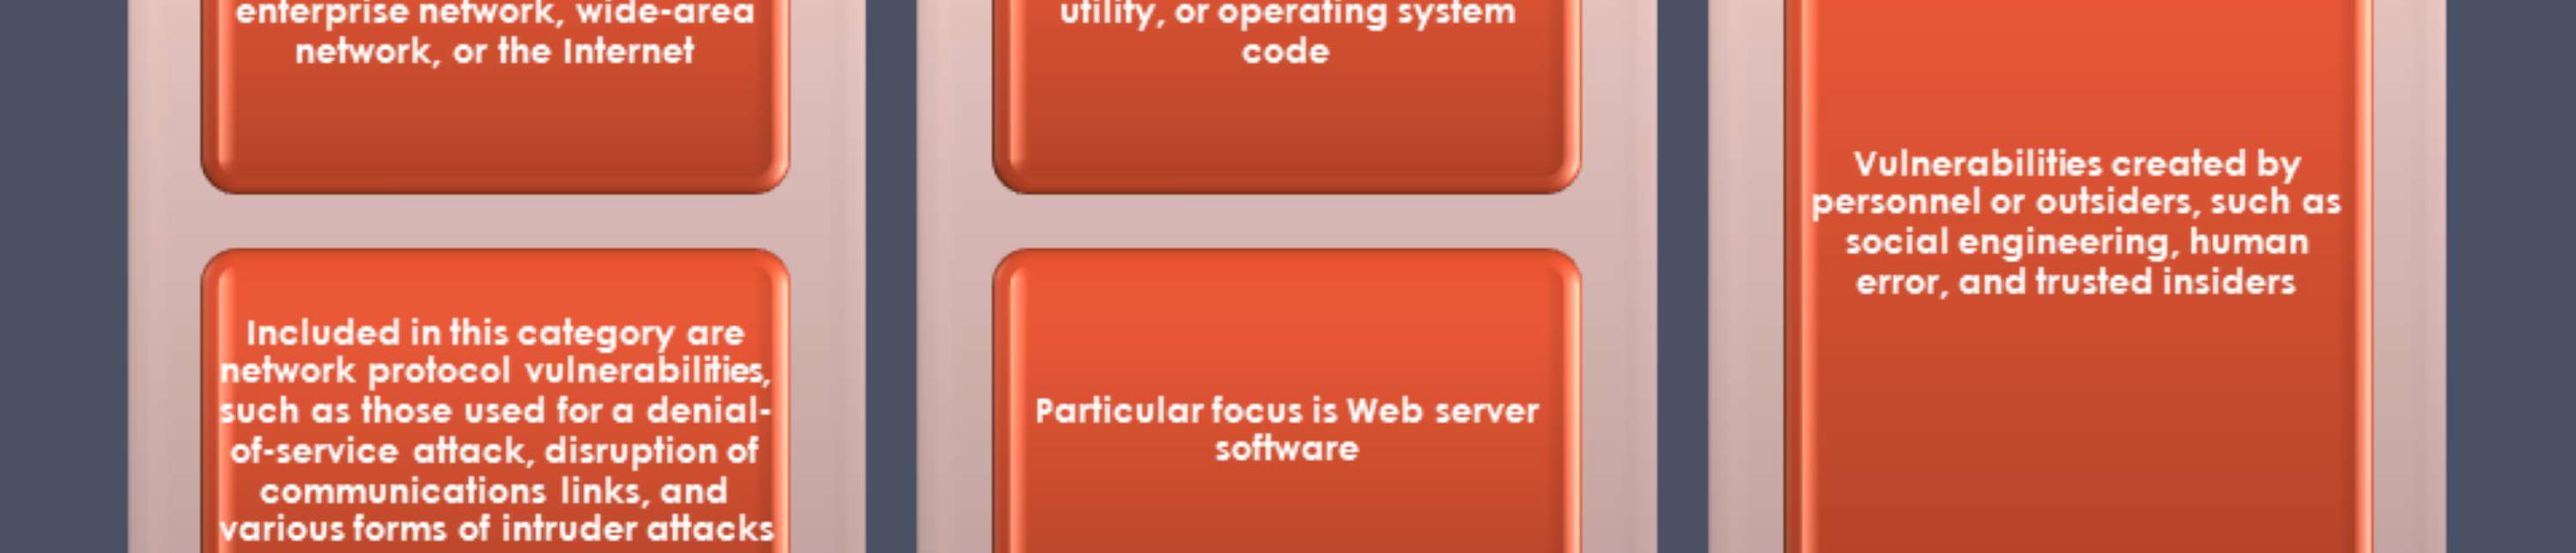 enterprise network, wide-area
network, or the Internet
Included in this category are
network protocol vulnerabilities,
such as those used for a denial-
of-service attack, disruption of
communications links, and
various forms of intruder attacks
utility, or operating system
code
Particular focus is Web server
software
Vulnerabilities created by
personnel or outsiders, such as
social engineering, human
error, and trusted insiders